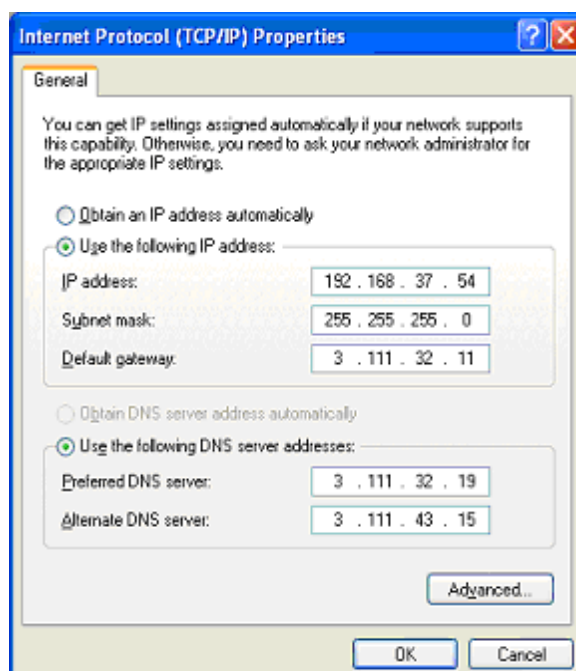 Internet Protocol (TCP/IP) Properties
General
You can get IP settings assigned automatically if your network supports
this capability. Otherwise, you need to ask your network administrator for
the appropriate IP settings.
Obtain an IP address automatically
Use the following IP address:
IP address: 192 . 168 . 37 . 54
Subnet mask: 255 . 255 . 255 . 0
Default gateway: 3 . 111 . 32 . 11
Obtain DNS server address automatically
Use the following DNS server addresses:
Preferred DNS server: 3 . 111 . 32 . 19
Alternate DNS server: 3 . 111 . 43 . 15
Advanced...
OK Cancel